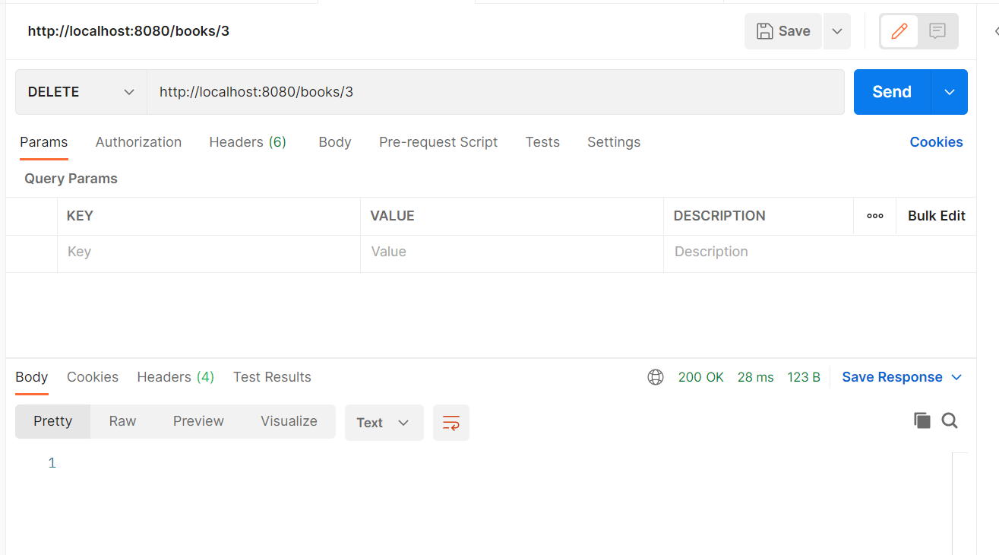 http://localhost:8080/books/3 Save
DELETE http://localhost:8080/books/3 Send
Params Authorization Headers (6) Body Pre-request Script Tests Settings Cookies
Query Params
KEY VALUE DESCRIPTION Bulk Edit
Key Value Description
Body Cookies Headers (4) Test Results 200 OK 28 ms 123 B Save Response
Pretty Raw Preview Visualize Text
1